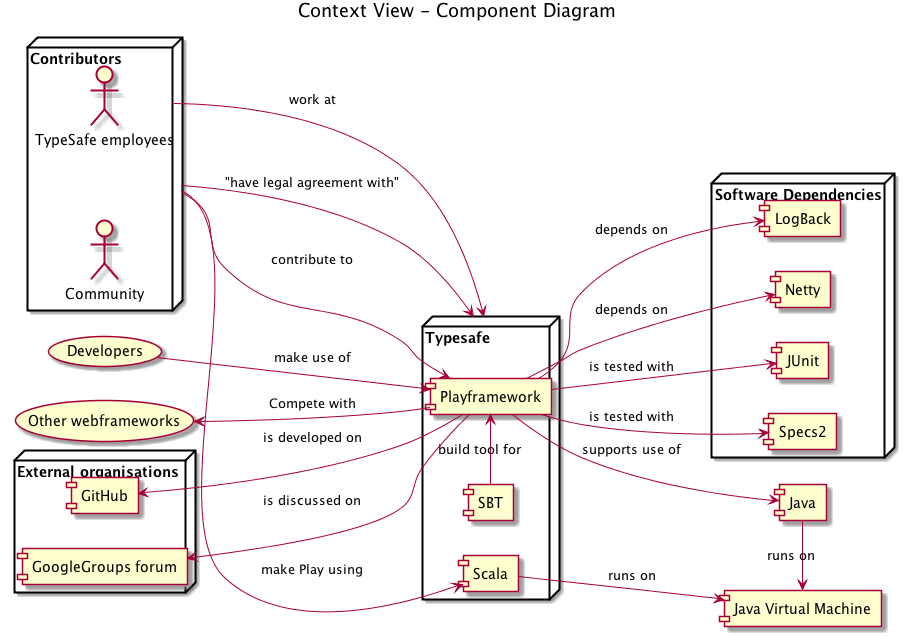 Context View - Component Diagram
Contributors
TypeSafe employees
Community
work at
"have legal agreement with"
contribute to
Developers
make use of
Other webframeworks
Compete with
External organisations
GitHub
is developed on
GoogleGroups forum
is discussed on
make Play using
Typesafe
Playframework
build tool for
SBT
Scala
Software Dependencies
LogBack
depends on
Netty
depends on
JUnit
is tested with
Specs2
is tested with
supports use of
Java
runs on
runs on
Java Virtual Machine